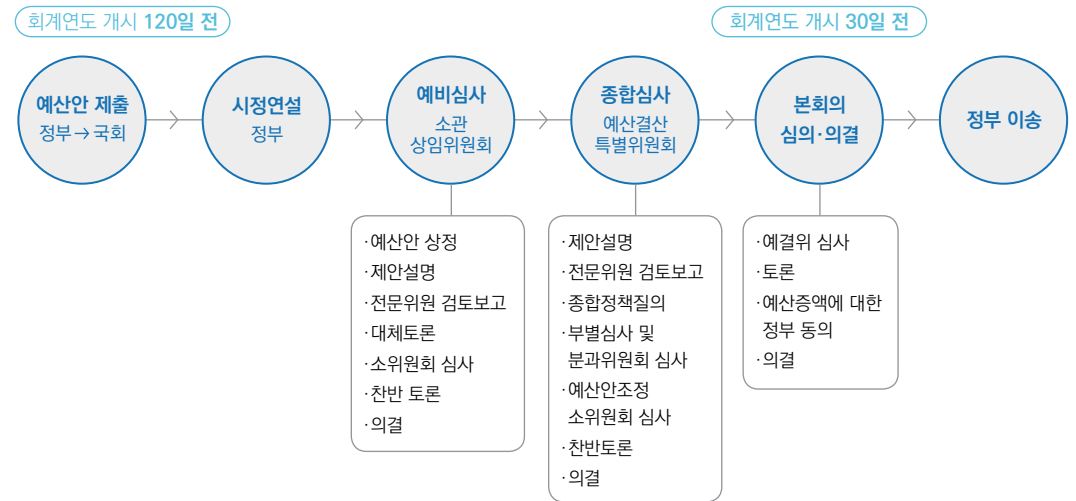 회계연도 개시 120일 전
회계연도 개시 30일 전
예산안 제출
정부→국회
시정연설
정부
예비심사
소관
상임위원회
종합심사
예산결산
특별위원회
본회의
심의·의결
정부 이송
·예산안 상정
·제안설명
·전문위원 검토보고
·대체토론
·소위원회 심사
·찬반 토론
·의결
·제안설명
·전문위원 검토보고
·종합정책질의
·부별심사 및
분과위원회 심사
·예산안조정
소위원회 심사
·찬반토론
·의결
·예결위 심사
·토론
·예산증액에 대한
정부 동의
·의결